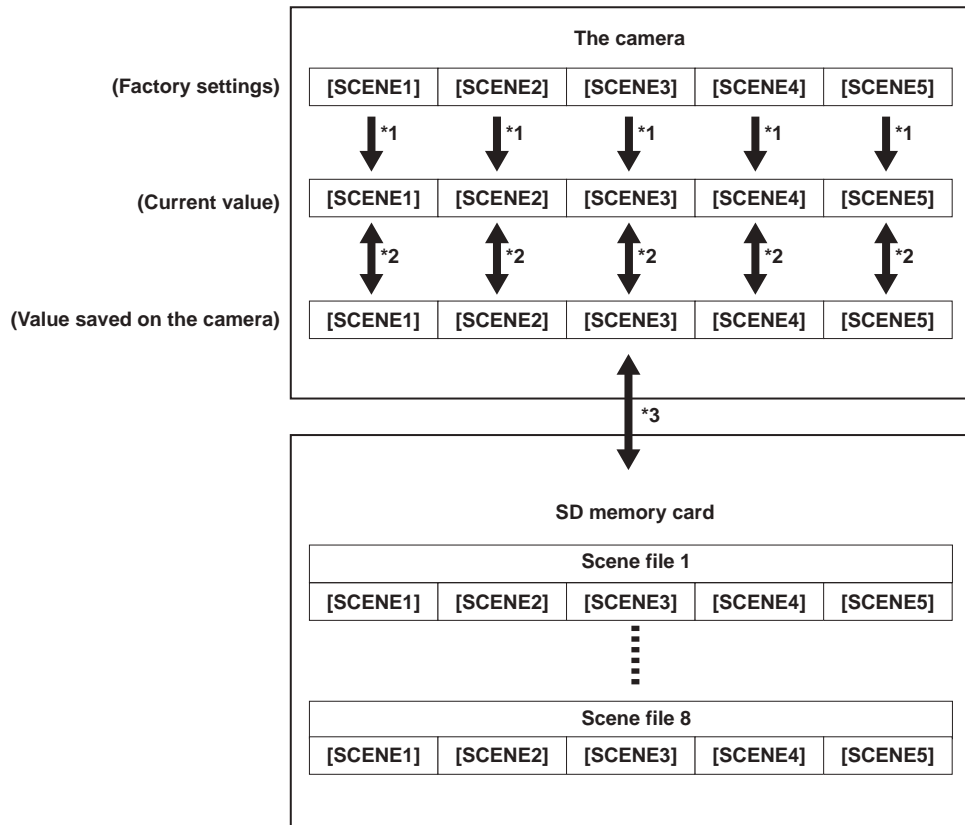 The camera
(Factory settings) [SCENE1] [SCENE2] [SCENE3] [SCENE4] [SCENE5]
*1 *1 *1 *1 *1
(Current value) [SCENE1] [SCENE2] [SCENE3] [SCENE4] [SCENE5]
*2 *2 *2 *2 *2
(Value saved on the camera) [SCENE1] [SCENE2] [SCENE3] [SCENE4] [SCENE5]
*3
SD memory card
Scene file 1
[SCENE1] [SCENE2] [SCENE3] [SCENE4] [SCENE5]
Scene file 8
[SCENE1] [SCENE2] [SCENE3] [SCENE4] [SCENE5]